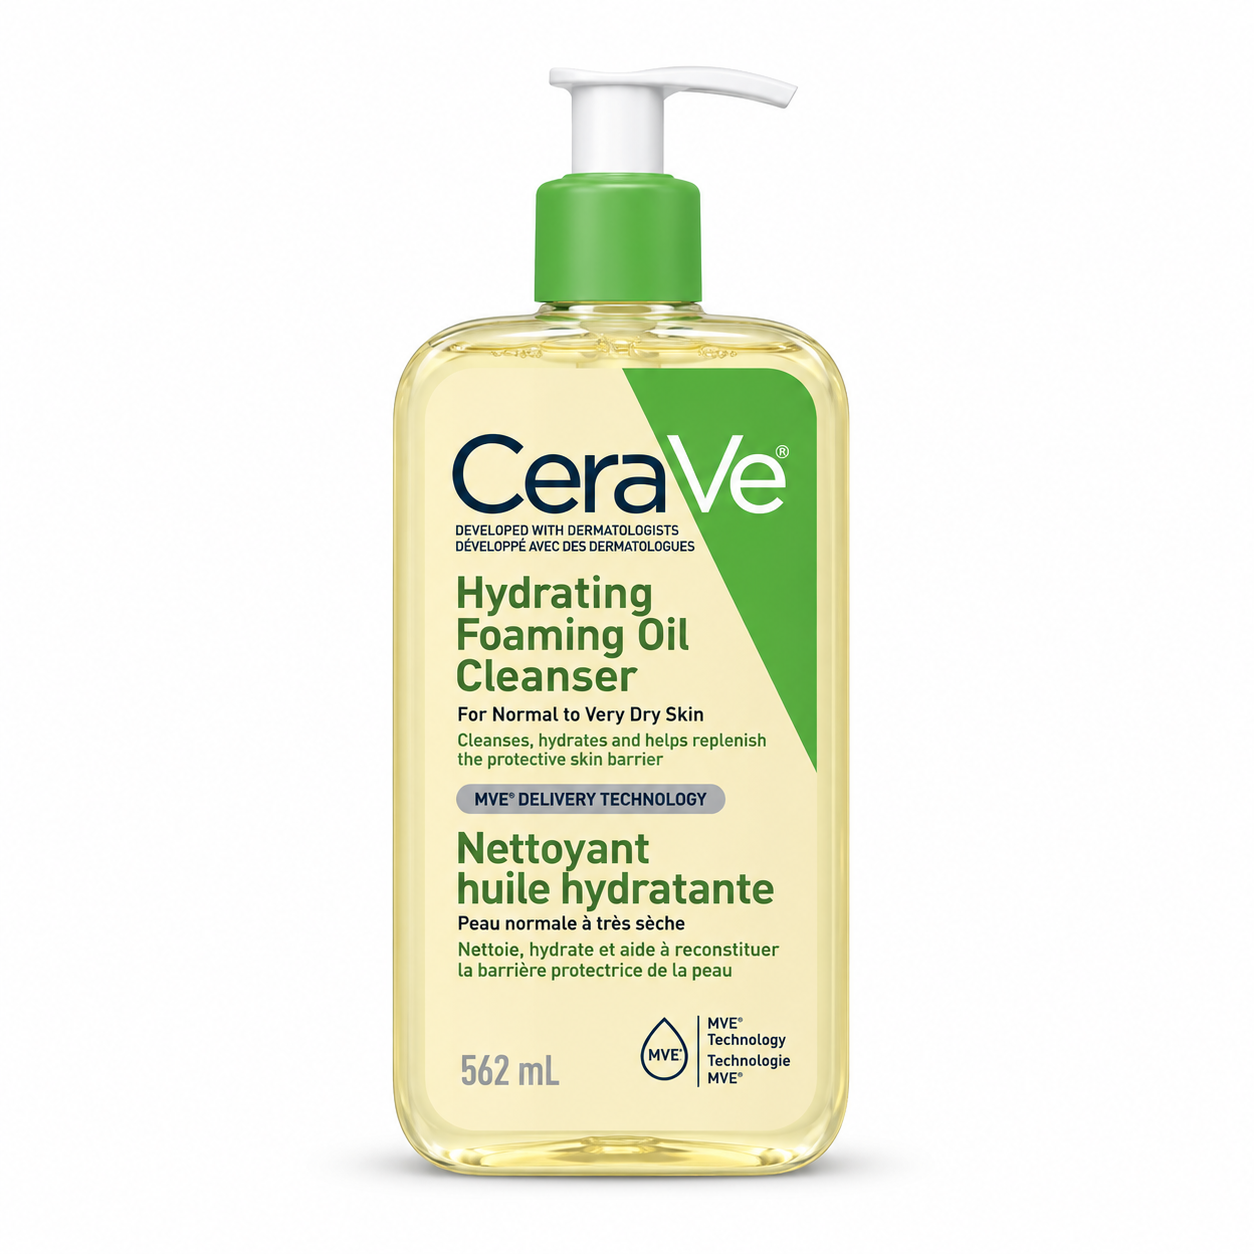 CeraVe®
DEVELOPED WITH DERMATOLOGISTS
DÉVELOPPÉ AVEC DES DERMATOLOGUES
Hydrating
Foaming Oil
Cleanser
For Normal to Very Dry Skin
Cleanses, hydrates and helps replenish
the protective skin barrier
MVE® DELIVERY TECHNOLOGY
Nettoyant
huile hydratante
Peau normale à très sèche
Nettoie, hydrate et aide à reconstituer
la barrière protectrice de la peau
562 mL
MVE®
MVE®
Technology
Technologie
MVE®